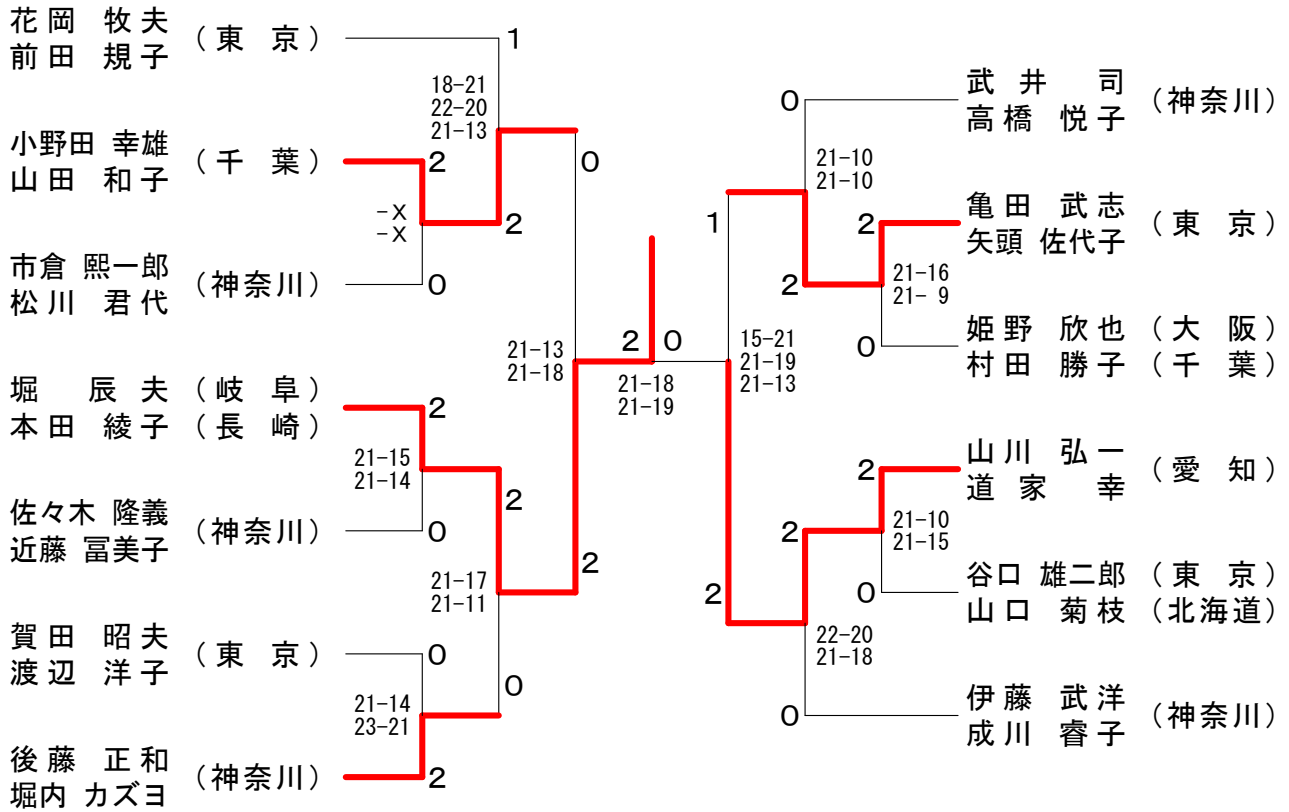 花岡 牧夫
前田 規子
(東 京)
1
18-21
22-20
21-13
小野田 幸雄
山田 和子
(千 葉)
2
0
-X
-X
2
市倉 熙一郎
松川 君代
(神奈川)
0
21-13
21-18
堀 辰夫
本田 綾子
(岐 阜)
(長 崎)
2
21-15
21-14
2
佐々木 隆義
近藤 冨美子
(神奈川)
0
2
21-17
21-11
賀田 昭夫
渡辺 洋子
(東 京)
0
0
21-14
23-21
後藤 正和
堀内 カズヨ
(神奈川)
2
2 0
21-18
21-19
武井 司
高橋 悦子
(神奈川)
0
21-10
21-10
亀田 武志
矢頭 佐代子
(東 京)
2
1
2
21-16
21- 9
姫野 欣也
村田 勝子
(大 阪)
(千 葉)
0
15-21
21-19
21-13
山川 弘一
道家 幸
(愛 知)
2
2
21-10
21-15
谷口 雄二郎
山口 菊枝
(東 京)
(北海道)
0
2
22-20
21-18
伊藤 武洋
成川 睿子
(神奈川)
0